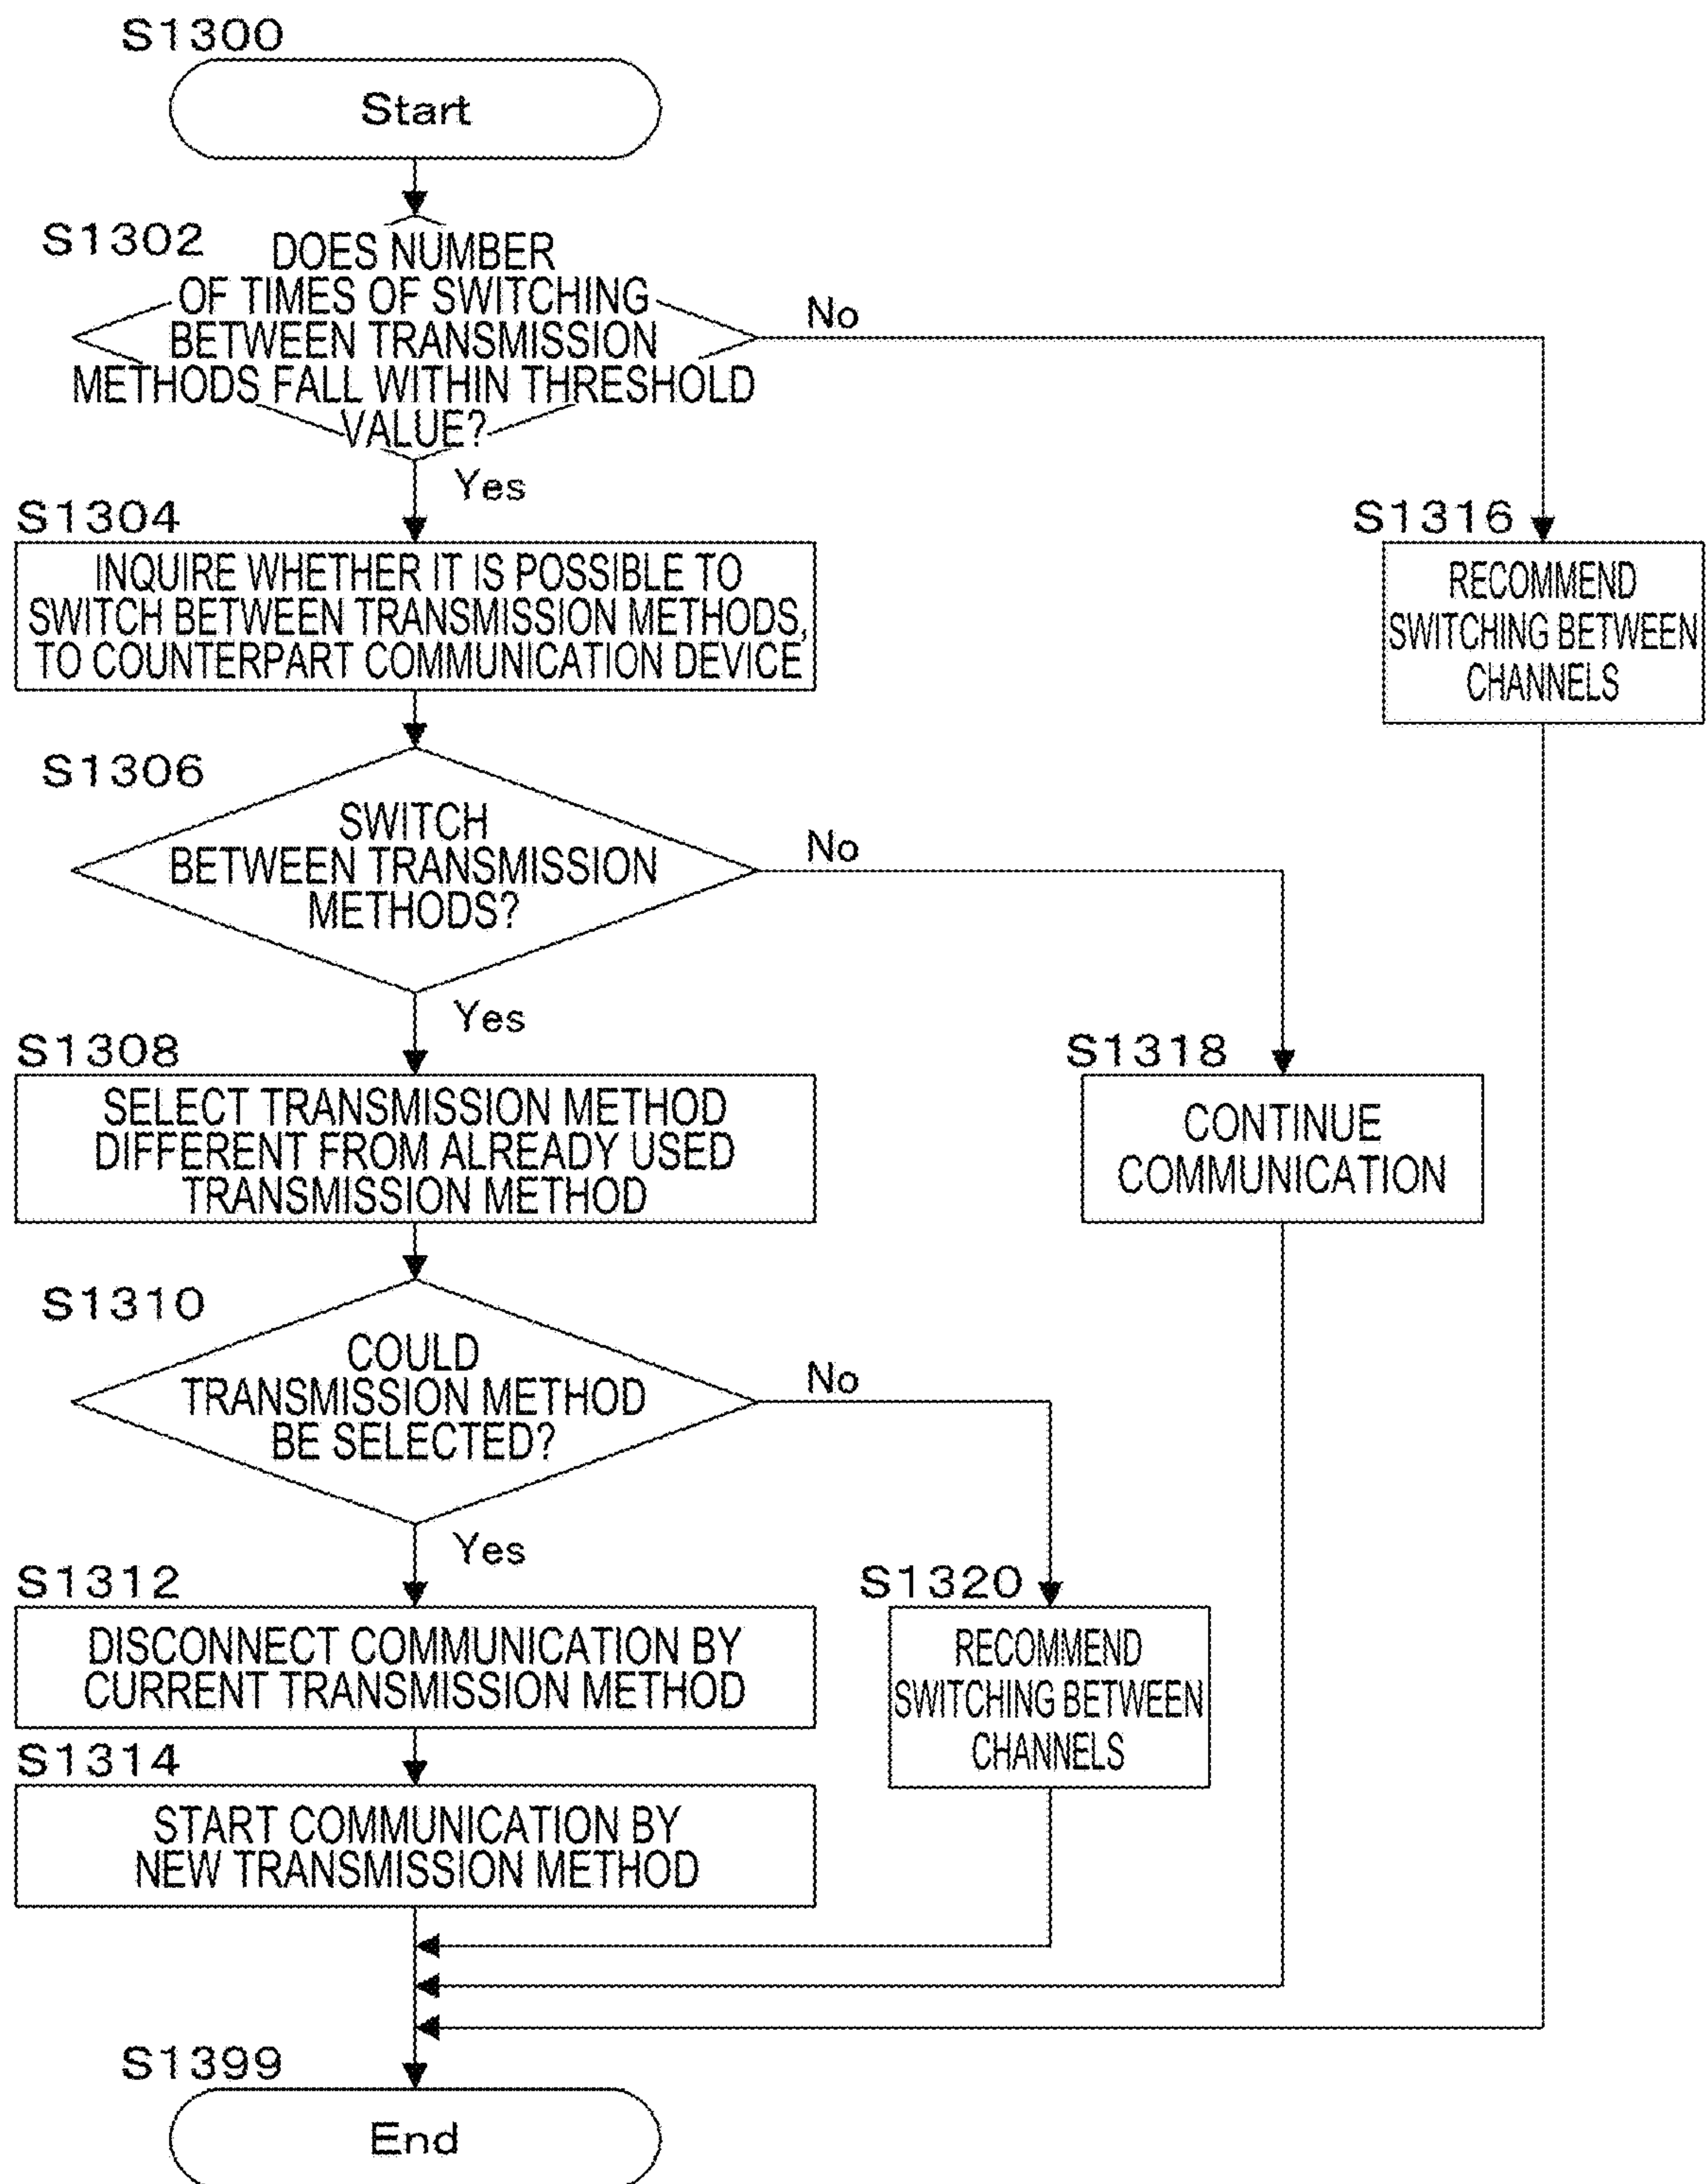 S1300
Start
S1302
DOES NUMBER
OF TIMES OF SWITCHING
BETWEEN TRANSMISSION
METHODS FALL WITHIN THRESHOLD
VALUE?
No
Yes
S1304
INQUIRE WHETHER IT IS POSSIBLE TO
SWITCH BETWEEN TRANSMISSION METHODS,
TO COUNTERPART COMMUNICATION DEVICE
S1316
RECOMMEND
SWITCHING BETWEEN
CHANNELS
S1306
SWITCH
BETWEEN TRANSMISSION
METHODS?
No
Yes
S1308
SELECT TRANSMISSION METHOD
DIFFERENT FROM ALREADY USED
TRANSMISSION METHOD
S1318
CONTINUE
COMMUNICATION
S1310
COULD
TRANSMISSION METHOD
BE SELECTED?
No
Yes
S1312
DISCONNECT COMMUNICATION BY
CURRENT TRANSMISSION METHOD
S1320
RECOMMEND
SWITCHING BETWEEN
CHANNELS
S1314
START COMMUNICATION BY
NEW TRANSMISSION METHOD
S1399
End